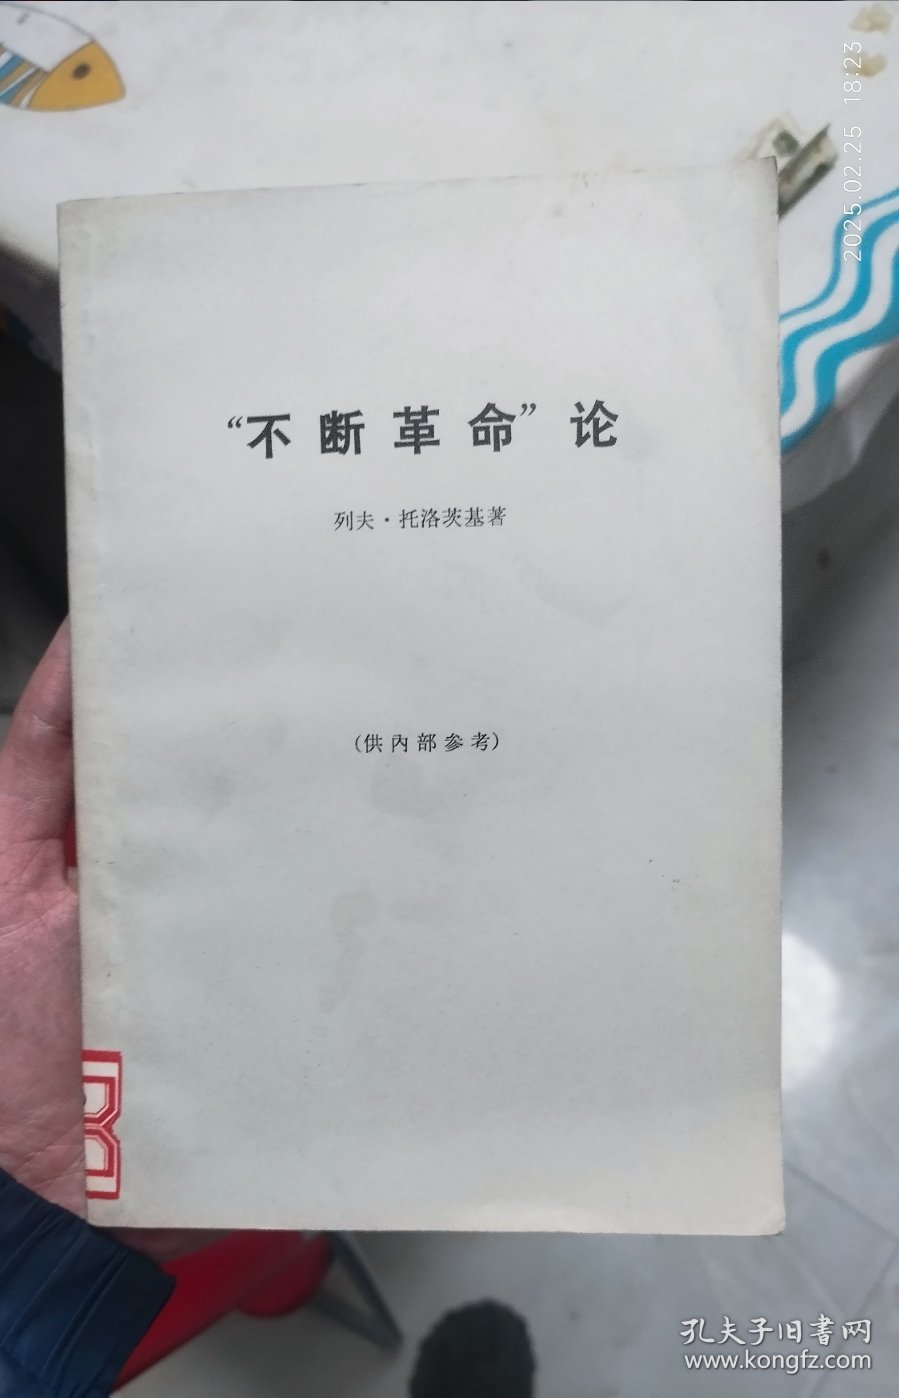 “不断革命”论
列夫·托洛茨基著
(供内部参考)
2025.02.25 18:23
孔夫子旧書网
www.kongfz.com